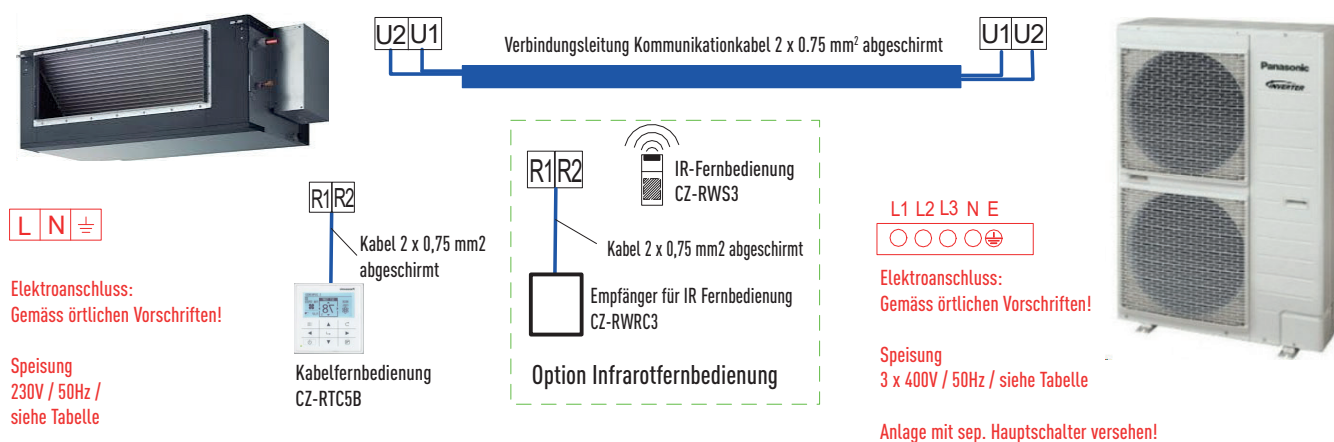 U2 U1
Verbindungsleitung Kommunikationkabel 2 x 0.75 mm² abgeschirmt
U1 U2
Panasonic
INVERTER
R1 R2
IR-Fernbedienung
CZ-RWS3
R1 R2
Kabel 2 x 0,75 mm2
abgeschirmt
Kabel 2 x 0,75 mm2 abgeschirmt
L N
L1 L2 L3 N E
Elektroanschluss:
Gemäss örtlichen Vorschriften!
Speisung
230V / 50Hz /
siehe Tabelle
Kabelfernbedienung
CZ-RTC5B
Empfänger für IR Fernbedienung
CZ-RWRC3
Option Infrarotfernbedienung
Elektroanschluss:
Gemäss örtlichen Vorschriften!
Speisung
3 x 400V / 50Hz / siehe Tabelle
Anlage mit sep. Hauptschalter versehen!